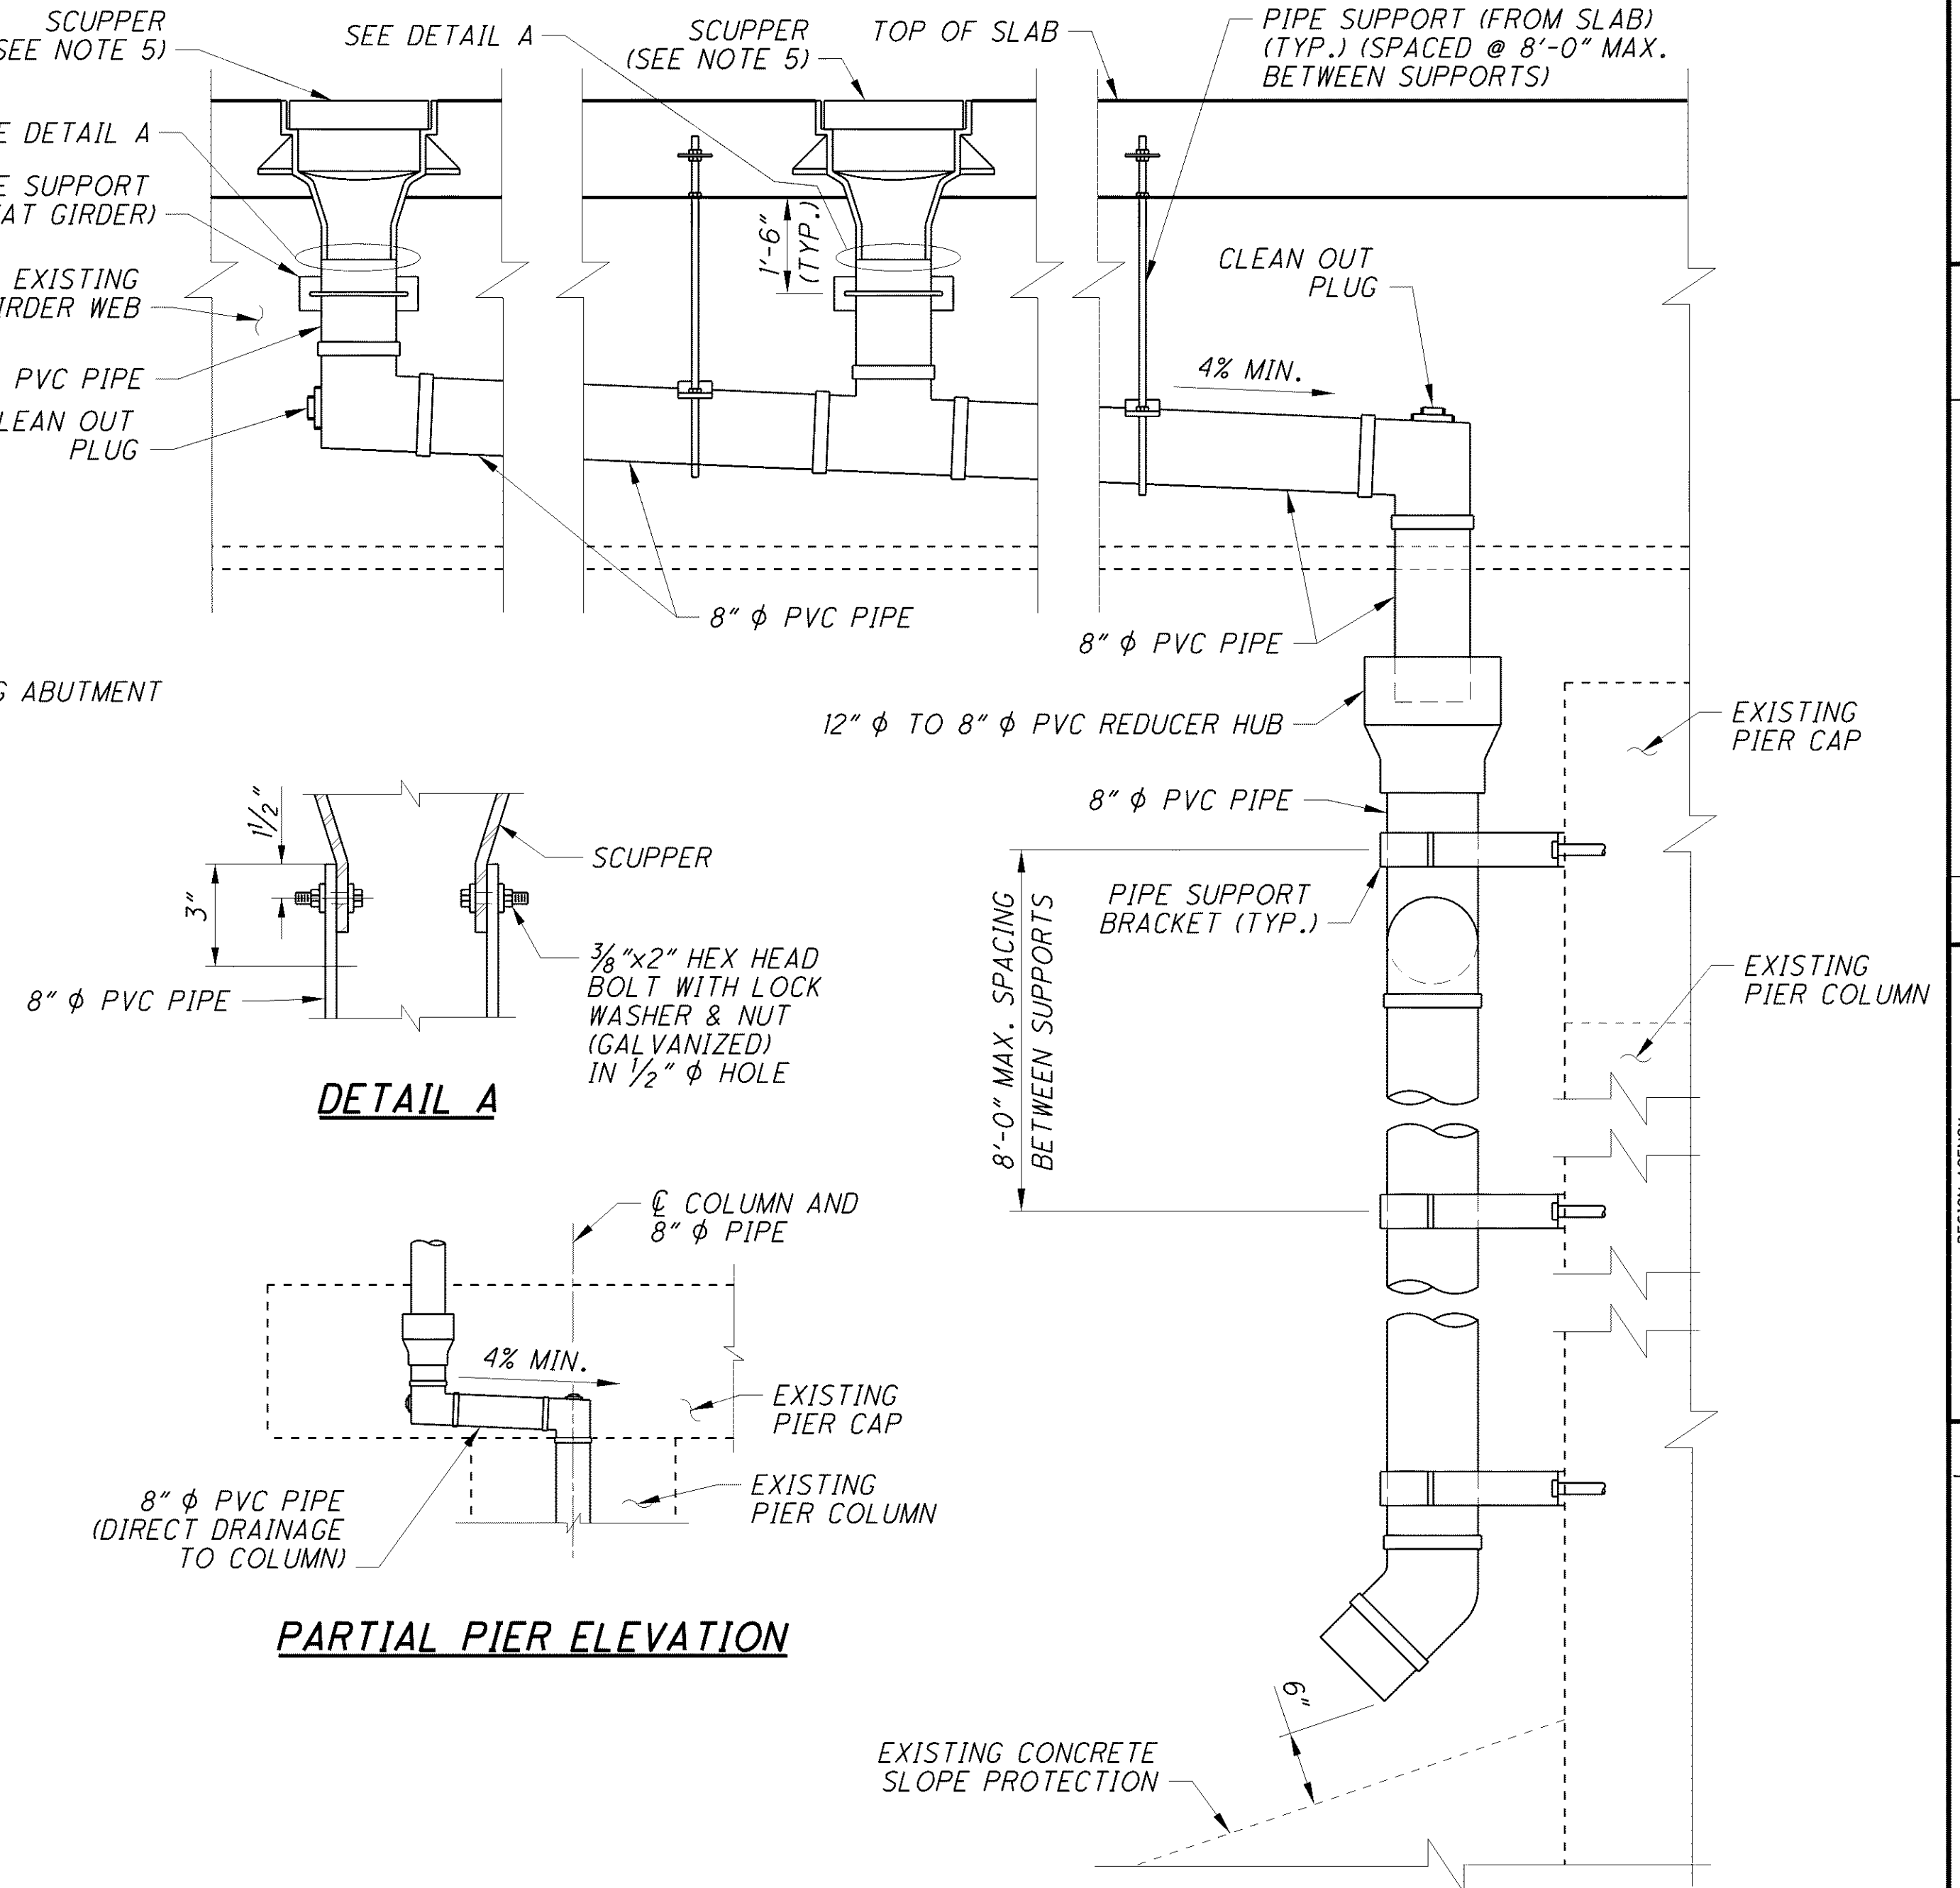 SCUPPER
SEE NOTE 5)
SEE DETAIL A
SCUPPER
(SEE NOTE 5)
TOP OF SLAB
PIPE SUPPORT (FROM SLAB)
(TYP.) (SPACED @ 8'-0" MAX.
BETWEEN SUPPORTS)
DETAIL A
SUPPORT
GIRDER)
EXISTING
WEB
PVC PIPE
OUT
PLUG
1'-6"
(TYP.)
CLEAN OUT
PLUG
4% MIN.
8" ϕ PVC PIPE
8" ϕ PVC PIPE
ABUTMENT
12" ϕ TO 8" ϕ PVC REDUCER HUB
EXISTING
PIER CAP
8" ϕ PVC PIPE
1½"
3"
SCUPPER
PIPE SUPPORT
BRACKET (TYP.)
⅜"x2" HEX HEAD
BOLT WITH LOCK
WASHER & NUT
(GALVANIZED)
IN ½" ϕ HOLE
8" ϕ PVC PIPE
EXISTING
PIER COLUMN
8'-0" MAX. SPACING
BETWEEN SUPPORTS
DETAIL A
℄ COLUMN AND
8" ϕ PIPE
4% MIN.
EXISTING
PIER CAP
EXISTING
PIER COLUMN
8" ϕ PVC PIPE
(DIRECT DRAINAGE
TO COLUMN)
PARTIAL PIER ELEVATION
6"
EXISTING CONCRETE
SLOPE PROTECTION